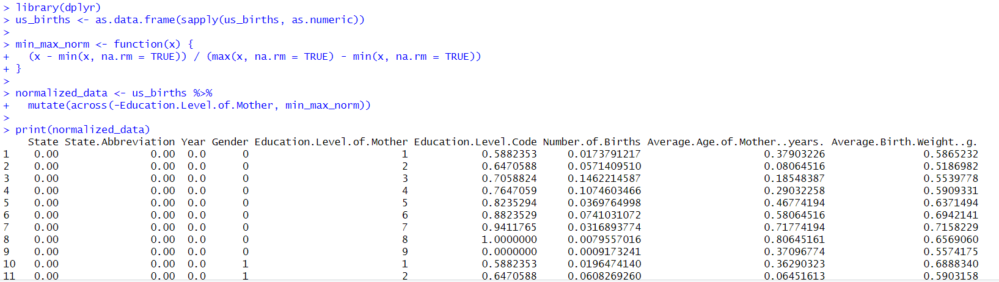 > library(dplyr)
> us_births <- as.data.frame(sapply(us_births, as.numeric))
>
> min_max_norm <- function(x) {
+   (x - min(x, na.rm = TRUE)) / (max(x, na.rm = TRUE) - min(x, na.rm = TRUE))
+ }
>
> normalized_data <- us_births %>%
+   mutate(across(-Education.Level.of.Mother, min_max_norm))
>
> print(normalized_data)
State State.Abbreviation Year Gender Education.Level.of.Mother Education.Level.Code Number.of.Births Average.Age.of.Mother..years. Average.Birth.Weight..g.
1 0.00 0.00 0.0 0 1 0.5882353 0.0173791217 0.37903226 0.5865232
2 0.00 0.00 0.0 0 2 0.6470588 0.0571409510 0.08064516 0.5186982
3 0.00 0.00 0.0 0 3 0.7058824 0.1462214587 0.18548387 0.5539778
4 0.00 0.00 0.0 0 4 0.7647059 0.1074603466 0.29032258 0.5909331
5 0.00 0.00 0.0 0 5 0.8235294 0.0369764998 0.46774194 0.6371494
6 0.00 0.00 0.0 0 6 0.8823529 0.0741031072 0.58064516 0.6942141
7 0.00 0.00 0.0 0 7 0.9411765 0.0316893774 0.71774194 0.7158229
8 0.00 0.00 0.0 0 8 1.0000000 0.0079557016 0.80645161 0.6569060
9 0.00 0.00 0.0 0 9 0.0000000 0.0009173241 0.37096774 0.5574175
10 0.00 0.00 0.0 1 1 0.5882353 0.0196474140 0.36290323 0.6888340
11 0.00 0.00 0.0 1 2 0.6470588 0.0608269260 0.06451613 0.5903158